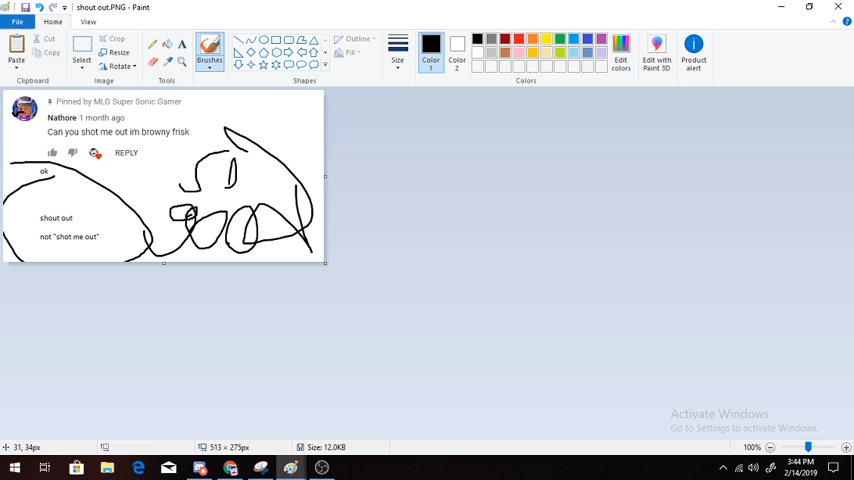 shout out.PNG - Paint
File
Home
View
Paste
Cut
Copy
Clipboard
Select
Crop
Resize
Rotate
Image
A
Tools
Brushes
Shapes
Outline
Fill
Size
Color 1
Color 2
Colors
Edit colors
Edit with Paint 3D
Product alert
Pinned by MLG Super Sonic Gamer
Nathore 1 month ago
Can you shot me out im browny frisk
REPLY
ok
shout out
not "shot me out"
Activate Windows
Go to Settings to activate Windows.
31, 34px
513 × 275px
Size: 12.0KB
100%
3:44 PM
2/14/2019